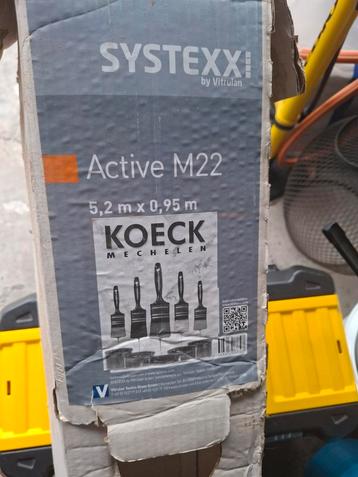 SYSTEXX
by Vitrulan
Active M22
5,2 m x 0,95 m
KOECK
MECHELEN